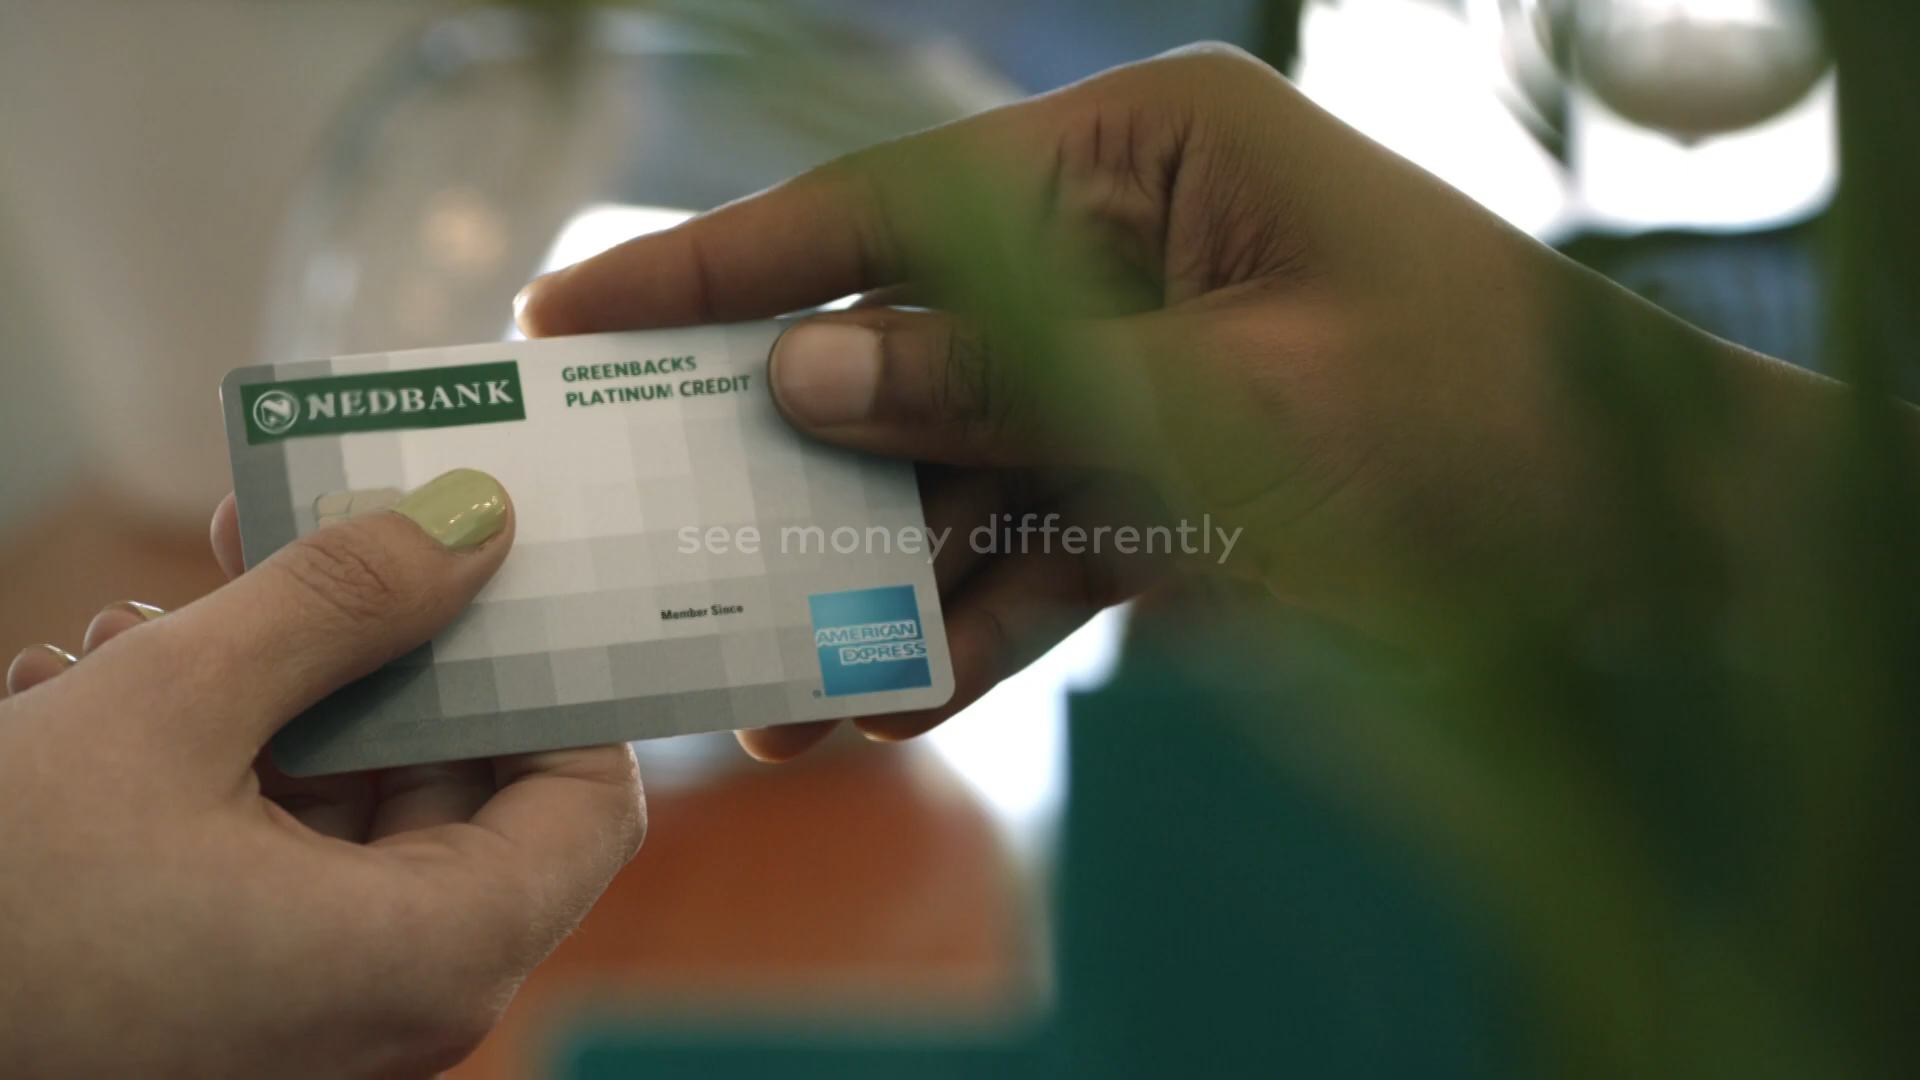 NEDBANK
GREENBACKS
PLATINUM CREDIT
see money differently
Member Since
AMERICAN
EXPRESS